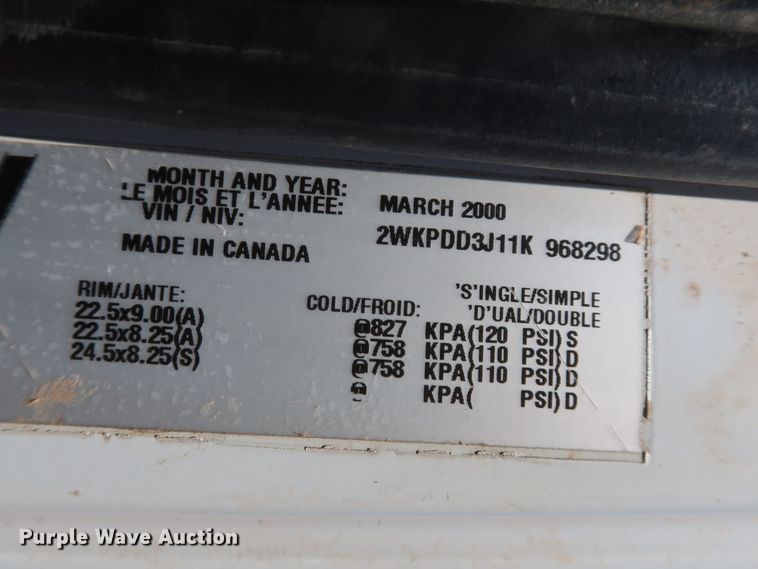 MONTH AND YEAR:
LE MOIS ET L'ANNÉE: MARCH 2000
VIN / NIV: 2WKPDD3J11K 968298
MADE IN CANADA
RIM/JANTE: COLD/FROID: 'S'INGLE/SIMPLE
'D'UAL/DOUBLE
22.5x9.00(A) @827 KPA(120 PSI) S
22.5x8.25(A) @758 KPA(110 PSI) D
24.5x8.25(S) @758 KPA(110 PSI) D
@ KPA( PSI) D
Purple Wave Auction